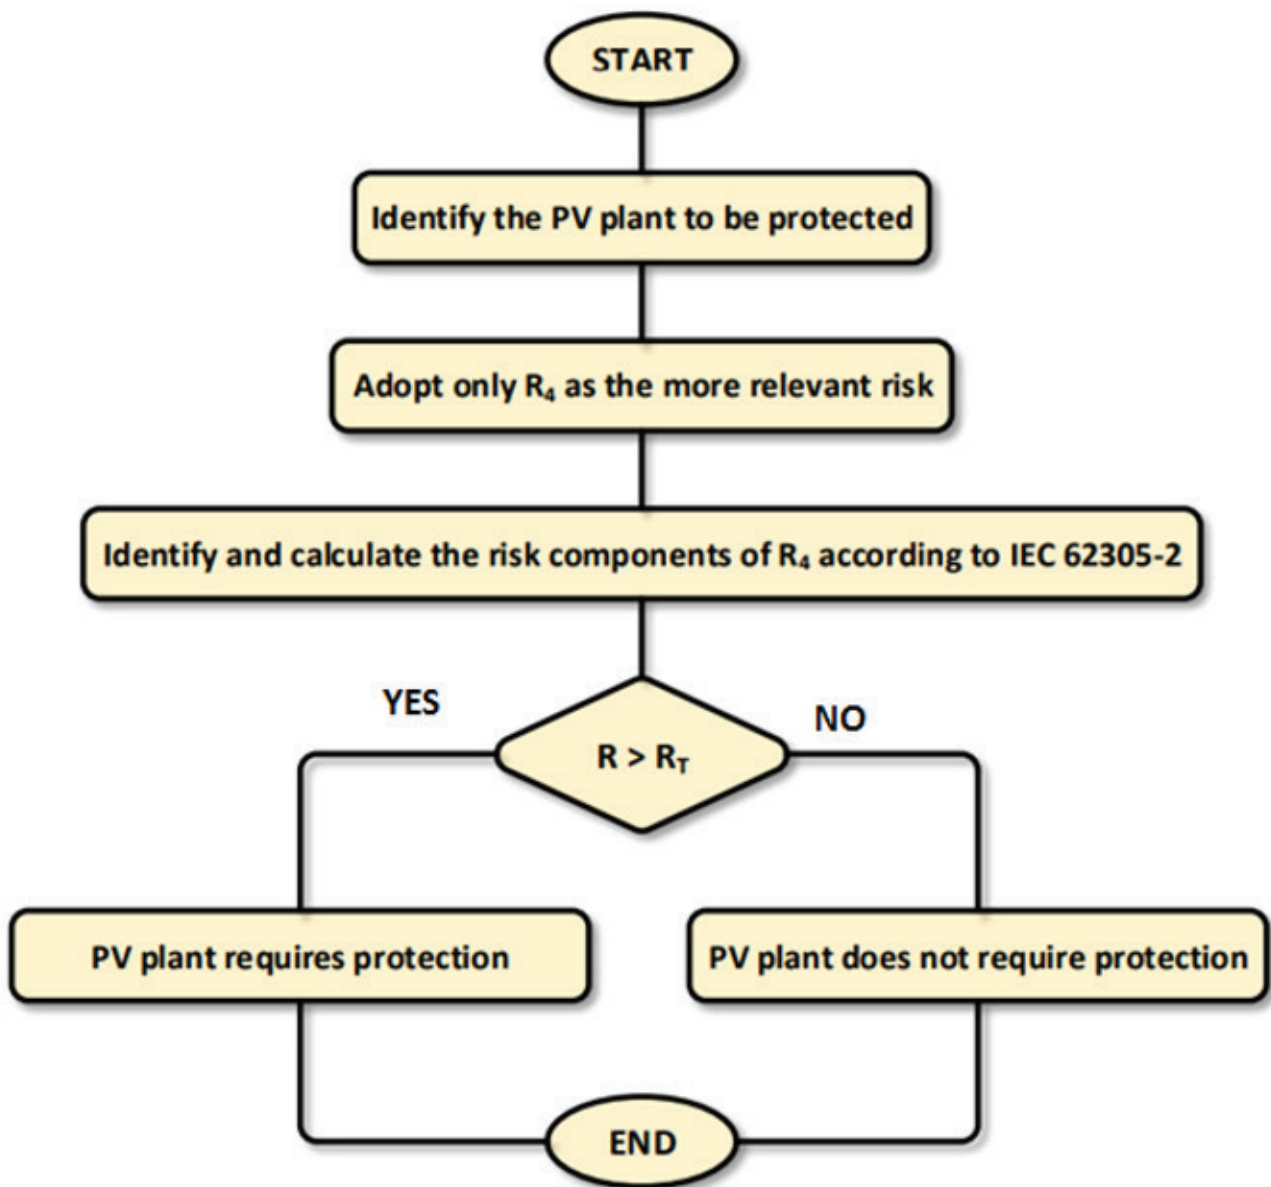 START
Identify the PV plant to be protected
Adopt only R₄ as the more relevant risk
Identify and calculate the risk components of R₄ according to IEC 62305-2
YES
NO
R > R_T
PV plant requires protection
PV plant does not require protection
END